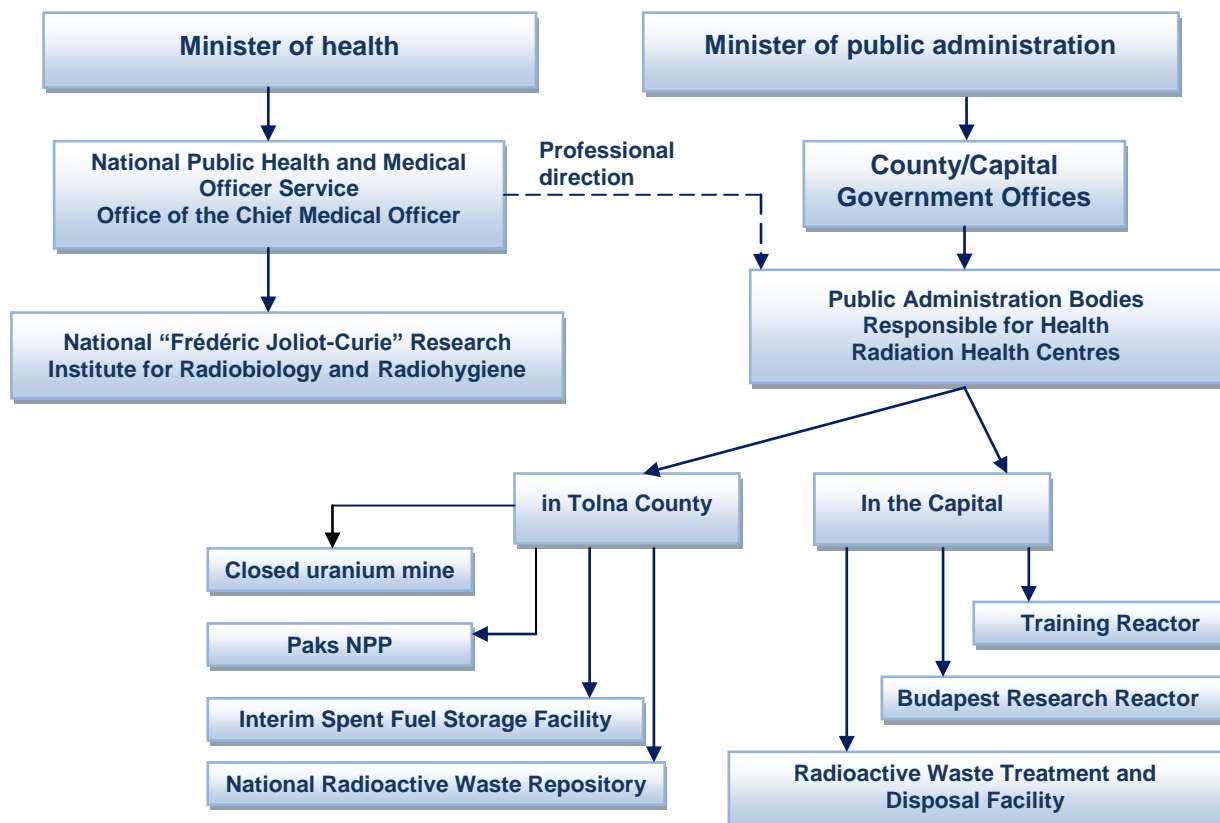 Minister of health
Minister of public administration
National Public Health and Medical
Officer Service
Office of the Chief Medical Officer
Professional
direction
County/Capital
Government Offices
National “Frédéric Joliot-Curie” Research
Institute for Radiobiology and Radiohygiene
Public Administration Bodies
Responsible for Health
Radiation Health Centres
in Tolna County
In the Capital
Closed uranium mine
Paks NPP
Interim Spent Fuel Storage Facility
National Radioactive Waste Repository
Training Reactor
Budapest Research Reactor
Radioactive Waste Treatment and
Disposal Facility